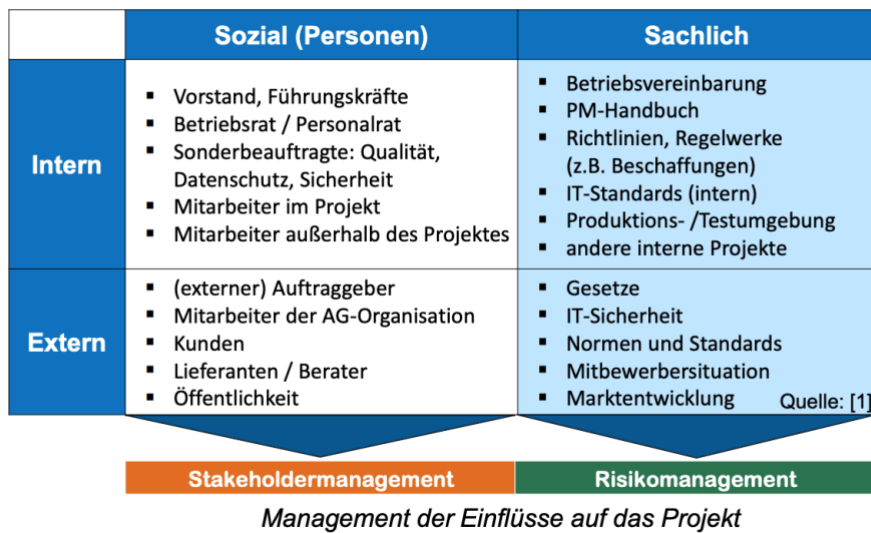 Sozial (Personen)
Sachlich
Intern
▪ Vorstand, Führungskräfte
▪ Betriebsrat / Personalrat
▪ Sonderbeauftragte: Qualität,
Datenschutz, Sicherheit
▪ Mitarbeiter im Projekt
▪ Mitarbeiter außerhalb des Projektes
▪ Betriebsvereinbarung
▪ PM-Handbuch
▪ Richtlinien, Regelwerke
(z.B. Beschaffungen)
▪ IT-Standards (intern)
▪ Produktions- /Testumgebung
▪ andere interne Projekte
Extern
▪ (externer) Auftraggeber
▪ Mitarbeiter der AG-Organisation
▪ Kunden
▪ Lieferanten / Berater
▪ Öffentlichkeit
▪ Gesetze
▪ IT-Sicherheit
▪ Normen und Standards
▪ Mitbewerbersituation
▪ Marktentwicklung
Quelle: [1]
Stakeholdermanagement
Risikomanagement
Management der Einflüsse auf das Projekt